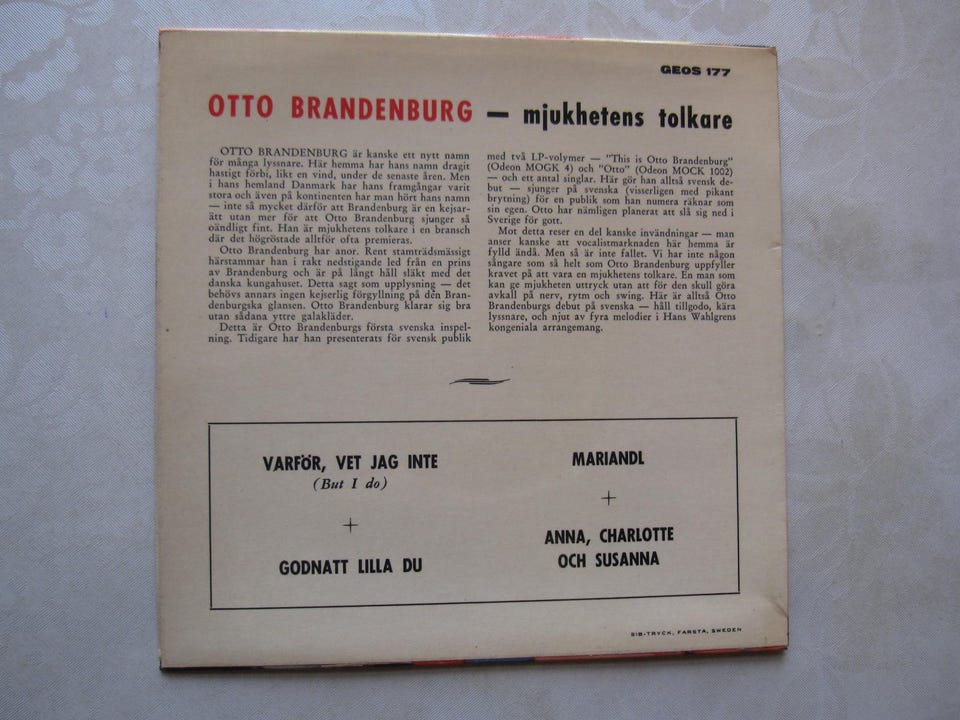 GEOS 177
OTTO BRANDENBURG — mjukhetens tolkare
OTTO BRANDENBURG är kanske ett nytt namn
för många lyssnare. Här hemma har hans namn dragit
hastigt förbi, likt en vind, under de senaste åren. Men
i hans hemland Danmark har hans framgångar varit
stora och även på kontinenten har man hört hans namn
— inte så mycket därför att Brandenburg är en kejsar-
ätt utan mer för att Otto Brandenburg sjunger så
oändligt fint. Han är mjukhetens tolkare i en bransch
där det högröstade alltför ofta premieras.
Otto Brandenburg har anor. Rent stamträdsmässigt
härstammar han i rakt nedstigande led från en prins
av Brandenburg och är på långt håll släkt med det
danska kungahuset. Detta sagt som upplysning — det
behövs annars ingen kejserlig förgyllning på den Bran-
denburgska glansen. Otto Brandenburg klarar sig bra
utan sådana yttre galakläder.
Detta är Otto Brandenburgs första svenska inspel-
ning. Tidigare har han presenterats för svensk publik
med två LP-volymer — "This is Otto Brandenburg"
(Odeon MOGK 4) och "Otto" (Odeon MOCK 1002)
— och ett antal singlar. Här gör han alltså svensk de-
but — sjunger på svenska (visserligen med pikant
brytning) för en publik som han numera räknar som
sin egen. Otto har nämligen planerat att slå sig ned i
Sverige för gott.
Mot detta reser en del kanske invändningar — man
anser kanske att vocalistmarknaden här hemma är
fylld ändå. Men så är inte fallet. Vi har inte någon
sångare som så helt som Otto Brandenburg uppfyller
kravet på att vara en mjukhetens tolkare. En man som
kan ge mjukheten uttryck utan att för den skull göra
avkall på nerv, rytm och swing. Här är alltså Otto
Brandenburgs debut på svenska — håll tillgodo, kära
lyssnare, och njut av fyra melodier i Hans Wahlgrens
kongeniala arrangemang.
VARFÖR, VET JAG INTE
(But I do)
+
GODNATT LILLA DU
MARIANDL
+
ANNA, CHARLOTTE
OCH SUSANNA
SIB-TRYCK, FARSTA, SWEDEN